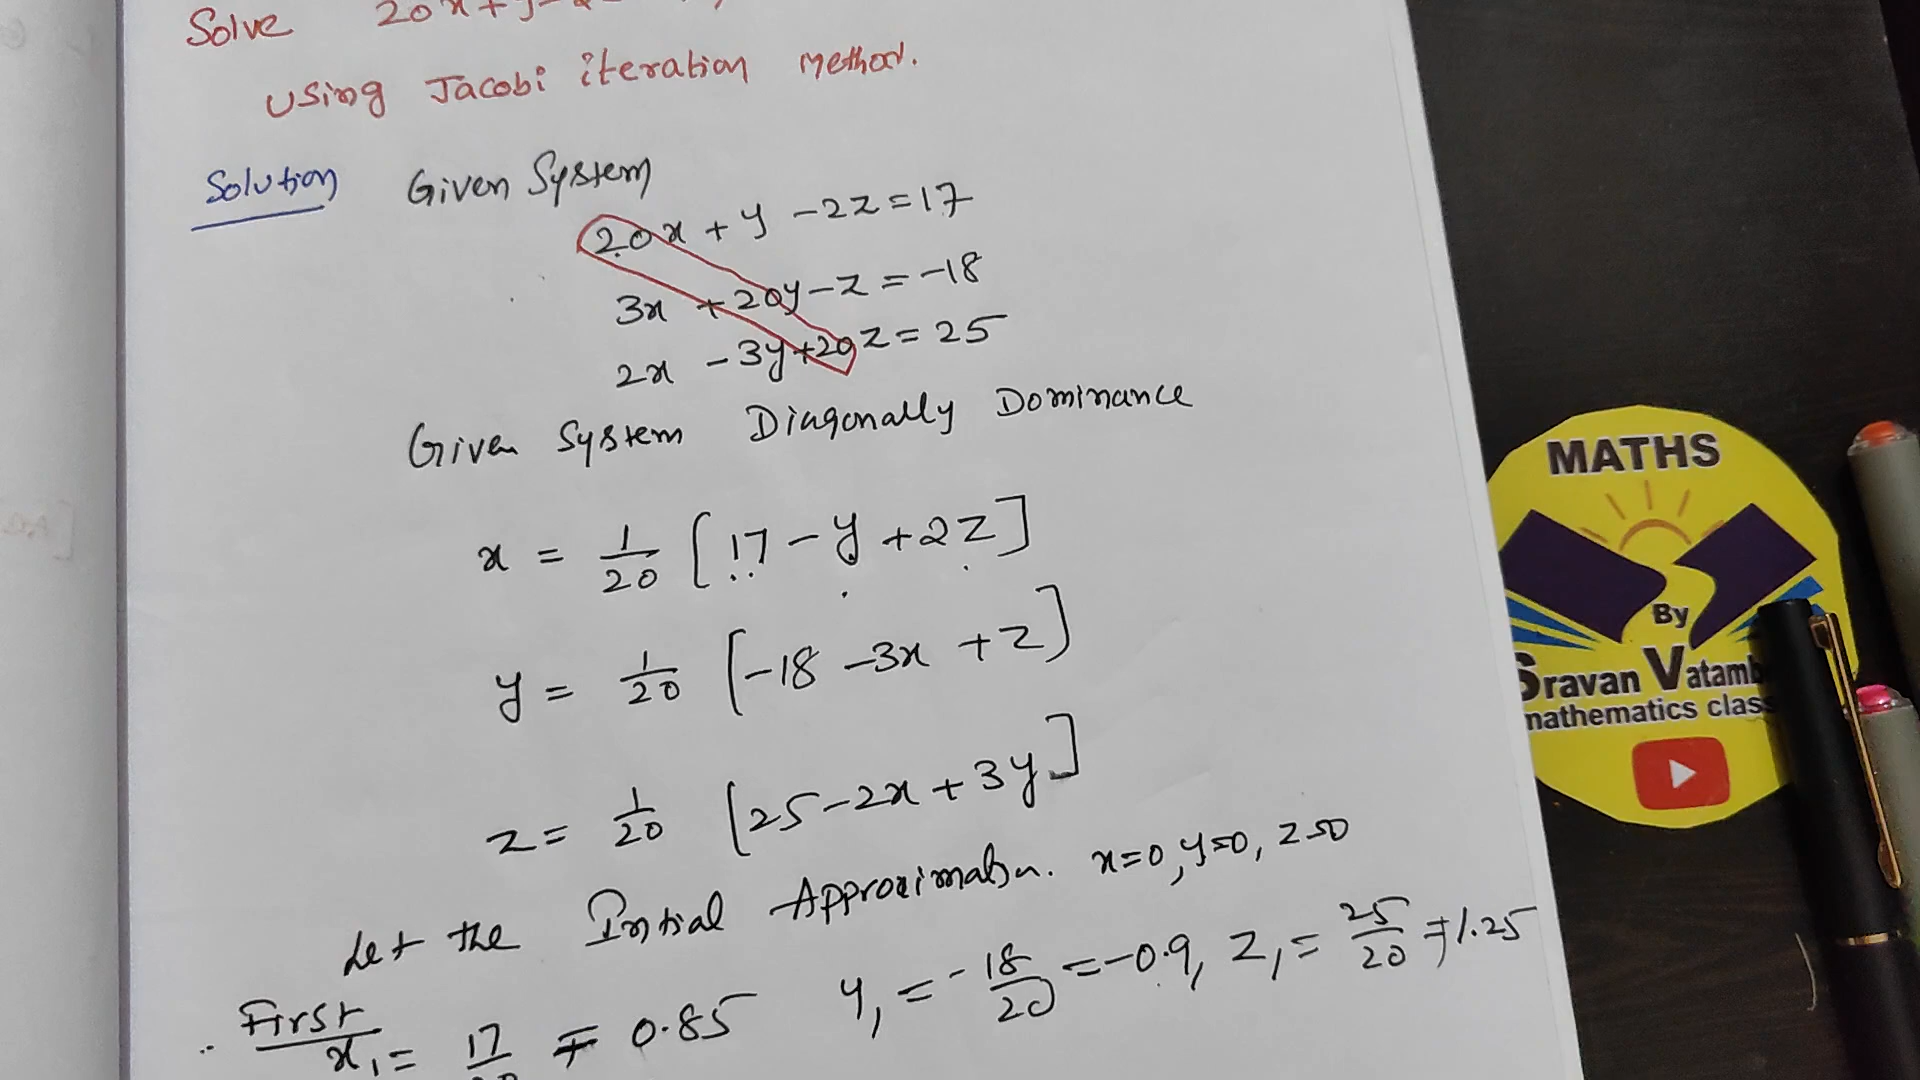 Solve 20x+y
using Jacobi iteration method.
Solution Given System
20x + y - 2z = 17
3x + 20y - z = -18
2x - 3y + 20z = 25
Given System Diagonally Dominance
x = 1/20 [17 - y + 2z]
y = 1/20 [-18 - 3x + z]
z = 1/20 [25 - 2x + 3y]
Let the Initial Approximation. x=0, y=0, z=0
First
x₁ = 17 = 0.85 y₁ = -18/20 = -0.9, z₁ = 25/20 = 1.25
MATHS
By
Sravan Vatamb
mathematics class